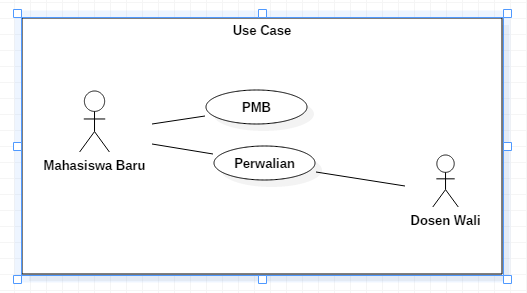 Use Case
PMB
Mahasiswa Baru
Perwalian
Dosen Wali